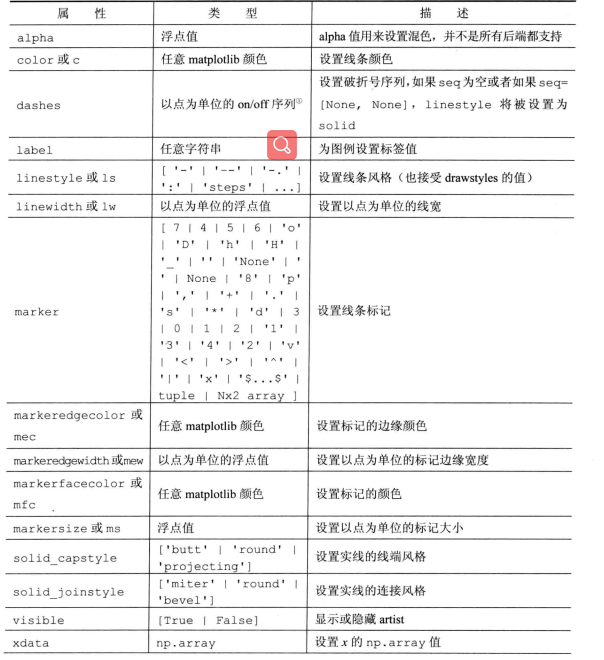 属 性 类 型 描 述
alpha 浮点值 alpha 值用来设置混色，并不是所有后端都支持
color 或 c 任意 matplotlib 颜色 设置线条颜色
dashes 以点为单位的 on/off 序列① 设置破折号序列，如果 seq 为空或者如果 seq=
[None, None]，linestyle 将被设置为
solid
label 任意字符串 为图例设置标签值
linestyle 或 ls ['-' | '--' | '-.' |
':' | 'steps' | ...] 设置线条风格（也接受 drawstyles 的值）
linewidth 或 lw 以点为单位的浮点值 设置以点为单位的线宽
marker [ 7 | 4 | 5 | 6 | 'o'
| 'D' | 'h' | 'H' |
'_' | '' | 'None' | '
' | None | '8' | 'p'
| ',' | '+' | '.' |
's' | '*' | 'd' | 3
| 0 | 1 | 2 | '1' |
'3' | '4' | '2' | 'v'
| '<' | '>' | '^' |
'|' | 'x' | '$...$' |
tuple | Nx2 array ] 设置线条标记
markeredgecolor 或
mec 任意 matplotlib 颜色 设置标记的边缘颜色
markeredgewidth 或 mew 以点为单位的浮点值 设置以点为单位的标记边缘宽度
markerfacecolor 或
mfc 任意 matplotlib 颜色 设置标记的颜色
markersize 或 ms 浮点值 设置以点为单位的标记大小
solid_capstyle ['butt' | 'round' |
'projecting'] 设置实线的线端风格
solid_joinstyle ['miter' | 'round' |
'bevel'] 设置实线的连接风格
visible [True | False] 显示或隐藏 artist
xdata np.array 设置 x 的 np.array 值